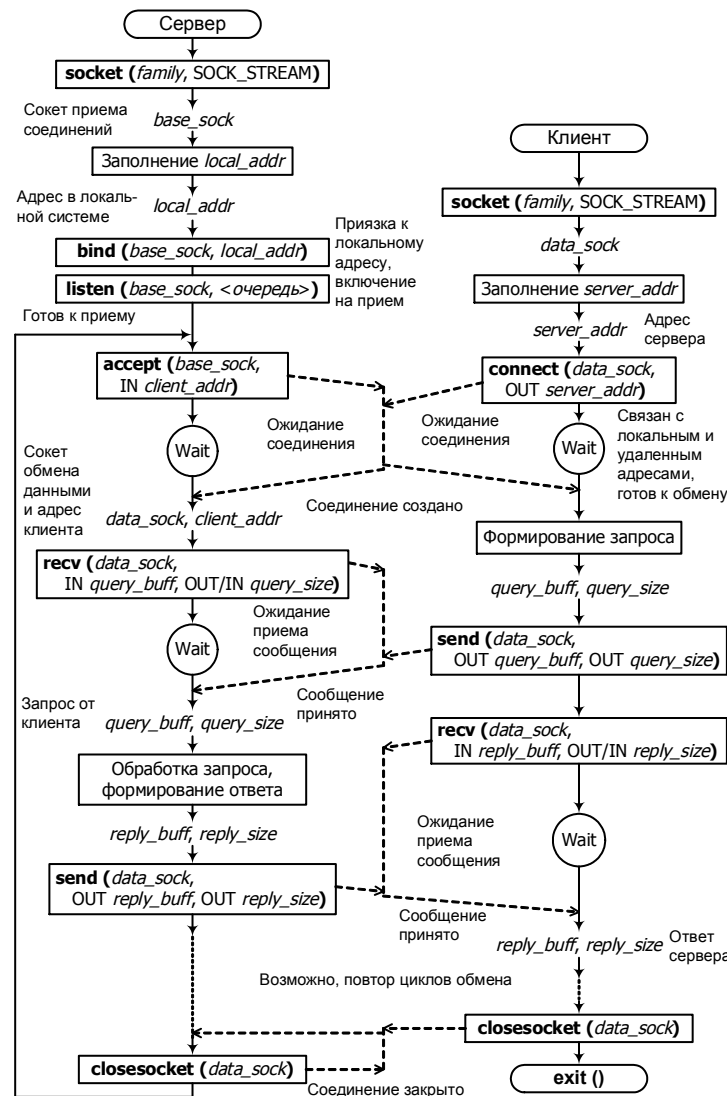 Сервер
socket (family, SOCK_STREAM)
Сокет приема
соединений
base_sock
Заполнение local_addr
Адрес в локаль-
ной системе
local_addr
bind (base_sock, local_addr)
Приязка к
локальному
адресу,
включение
на прием
listen (base_sock, <очередь>)
Готов к приему
accept (base_sock,
IN client_addr)
Wait
Ожидание
соединения
Сокет
обмена
данными
и адрес
клиента
data_sock, client_addr
recv (data_sock,
IN query_buff, OUT/IN query_size)
Wait
Ожидание
приема
сообщения
Запрос от
клиента
Сообщение
принято
query_buff, query_size
Обработка запроса,
формирование ответа
reply_buff, reply_size
send (data_sock,
OUT reply_buff, OUT reply_size)
closesocket (data_sock)
Клиент
socket (family, SOCK_STREAM)
data_sock
Заполнение server_addr
server_addr
Адрес
сервера
connect (data_sock,
OUT server_addr)
Ожидание
соединения
Wait
Связан с
локальным и
удаленным
адресами,
готов к обмену
Соединение создано
Формирование запроса
query_buff, query_size
send (data_sock,
OUT query_buff, OUT query_size)
recv (data_sock,
IN reply_buff, OUT/IN reply_size)
Ожидание
приема
сообщения
Wait
Сообщение
принято
reply_buff, reply_size
Ответ
сервера
Возможно, повтор циклов обмена
closesocket (data_sock)
Соединение закрыто
exit ()